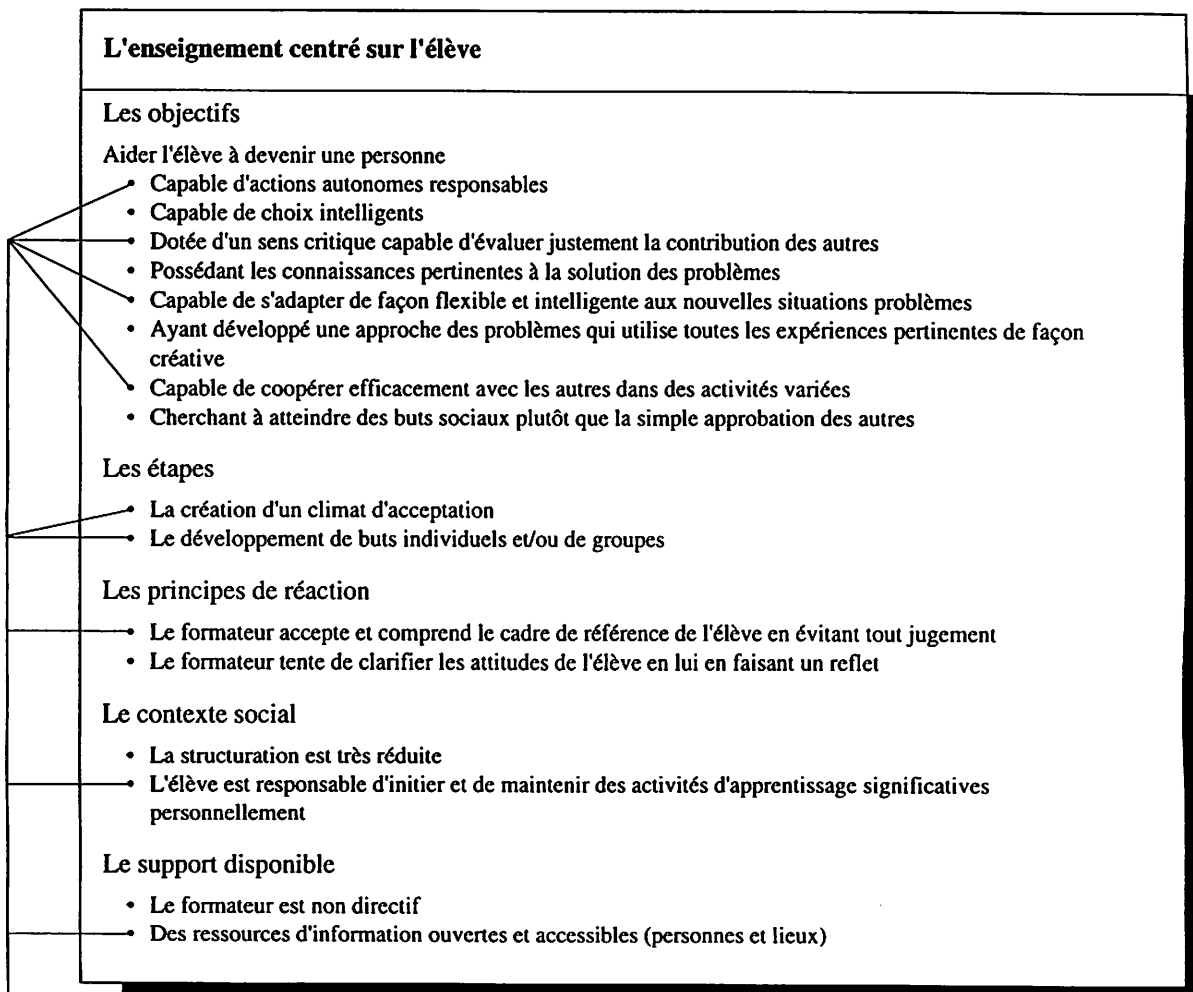 L'enseignement centré sur l'élève
Les objectifs
Aider l'élève à devenir une personne
• Capable d'actions autonomes responsables
• Capable de choix intelligents
• Dotée d'un sens critique capable d'évaluer justement la contribution des autres
• Possédant les connaissances pertinentes à la solution des problèmes
• Capable de s'adapter de façon flexible et intelligente aux nouvelles situations problèmes
• Ayant développé une approche des problèmes qui utilise toutes les expériences pertinentes de façon
créative
• Capable de coopérer efficacement avec les autres dans des activités variées
• Cherchant à atteindre des buts sociaux plutôt que la simple approbation des autres
Les étapes
• La création d'un climat d'acceptation
• Le développement de buts individuels et/ou de groupes
Les principes de réaction
• Le formateur accepte et comprend le cadre de référence de l'élève en évitant tout jugement
• Le formateur tente de clarifier les attitudes de l'élève en lui en faisant un reflet
Le contexte social
• La structuration est très réduite
• L'élève est responsable d'initier et de maintenir des activités d'apprentissage significatives
personnellement
Le support disponible
• Le formateur est non directif
• Des ressources d'information ouvertes et accessibles (personnes et lieux)